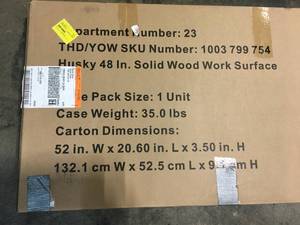 partment Number: 23
THD/YOW SKU Number: 1003 799 754
Husky 48 In. Solid Wood Work Surface
e Pack Size: 1 Unit
Case Weight: 35.0 lbs
Carton Dimensions:
52 in. W x 20.60 in. L x 3.50 in. H
132.1 cm W x 52.5 cm L x 9. cm H